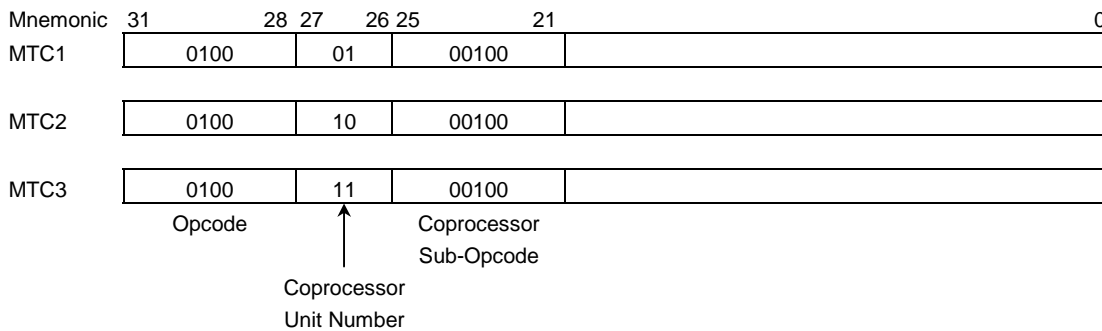 Mnemonic 31 28 27 26 25 21 0
MTC1 0100 01 00100
MTC2 0100 10 00100
MTC3 0100 11 00100
Opcode Coprocessor
Sub-Opcode
Coprocessor
Unit Number